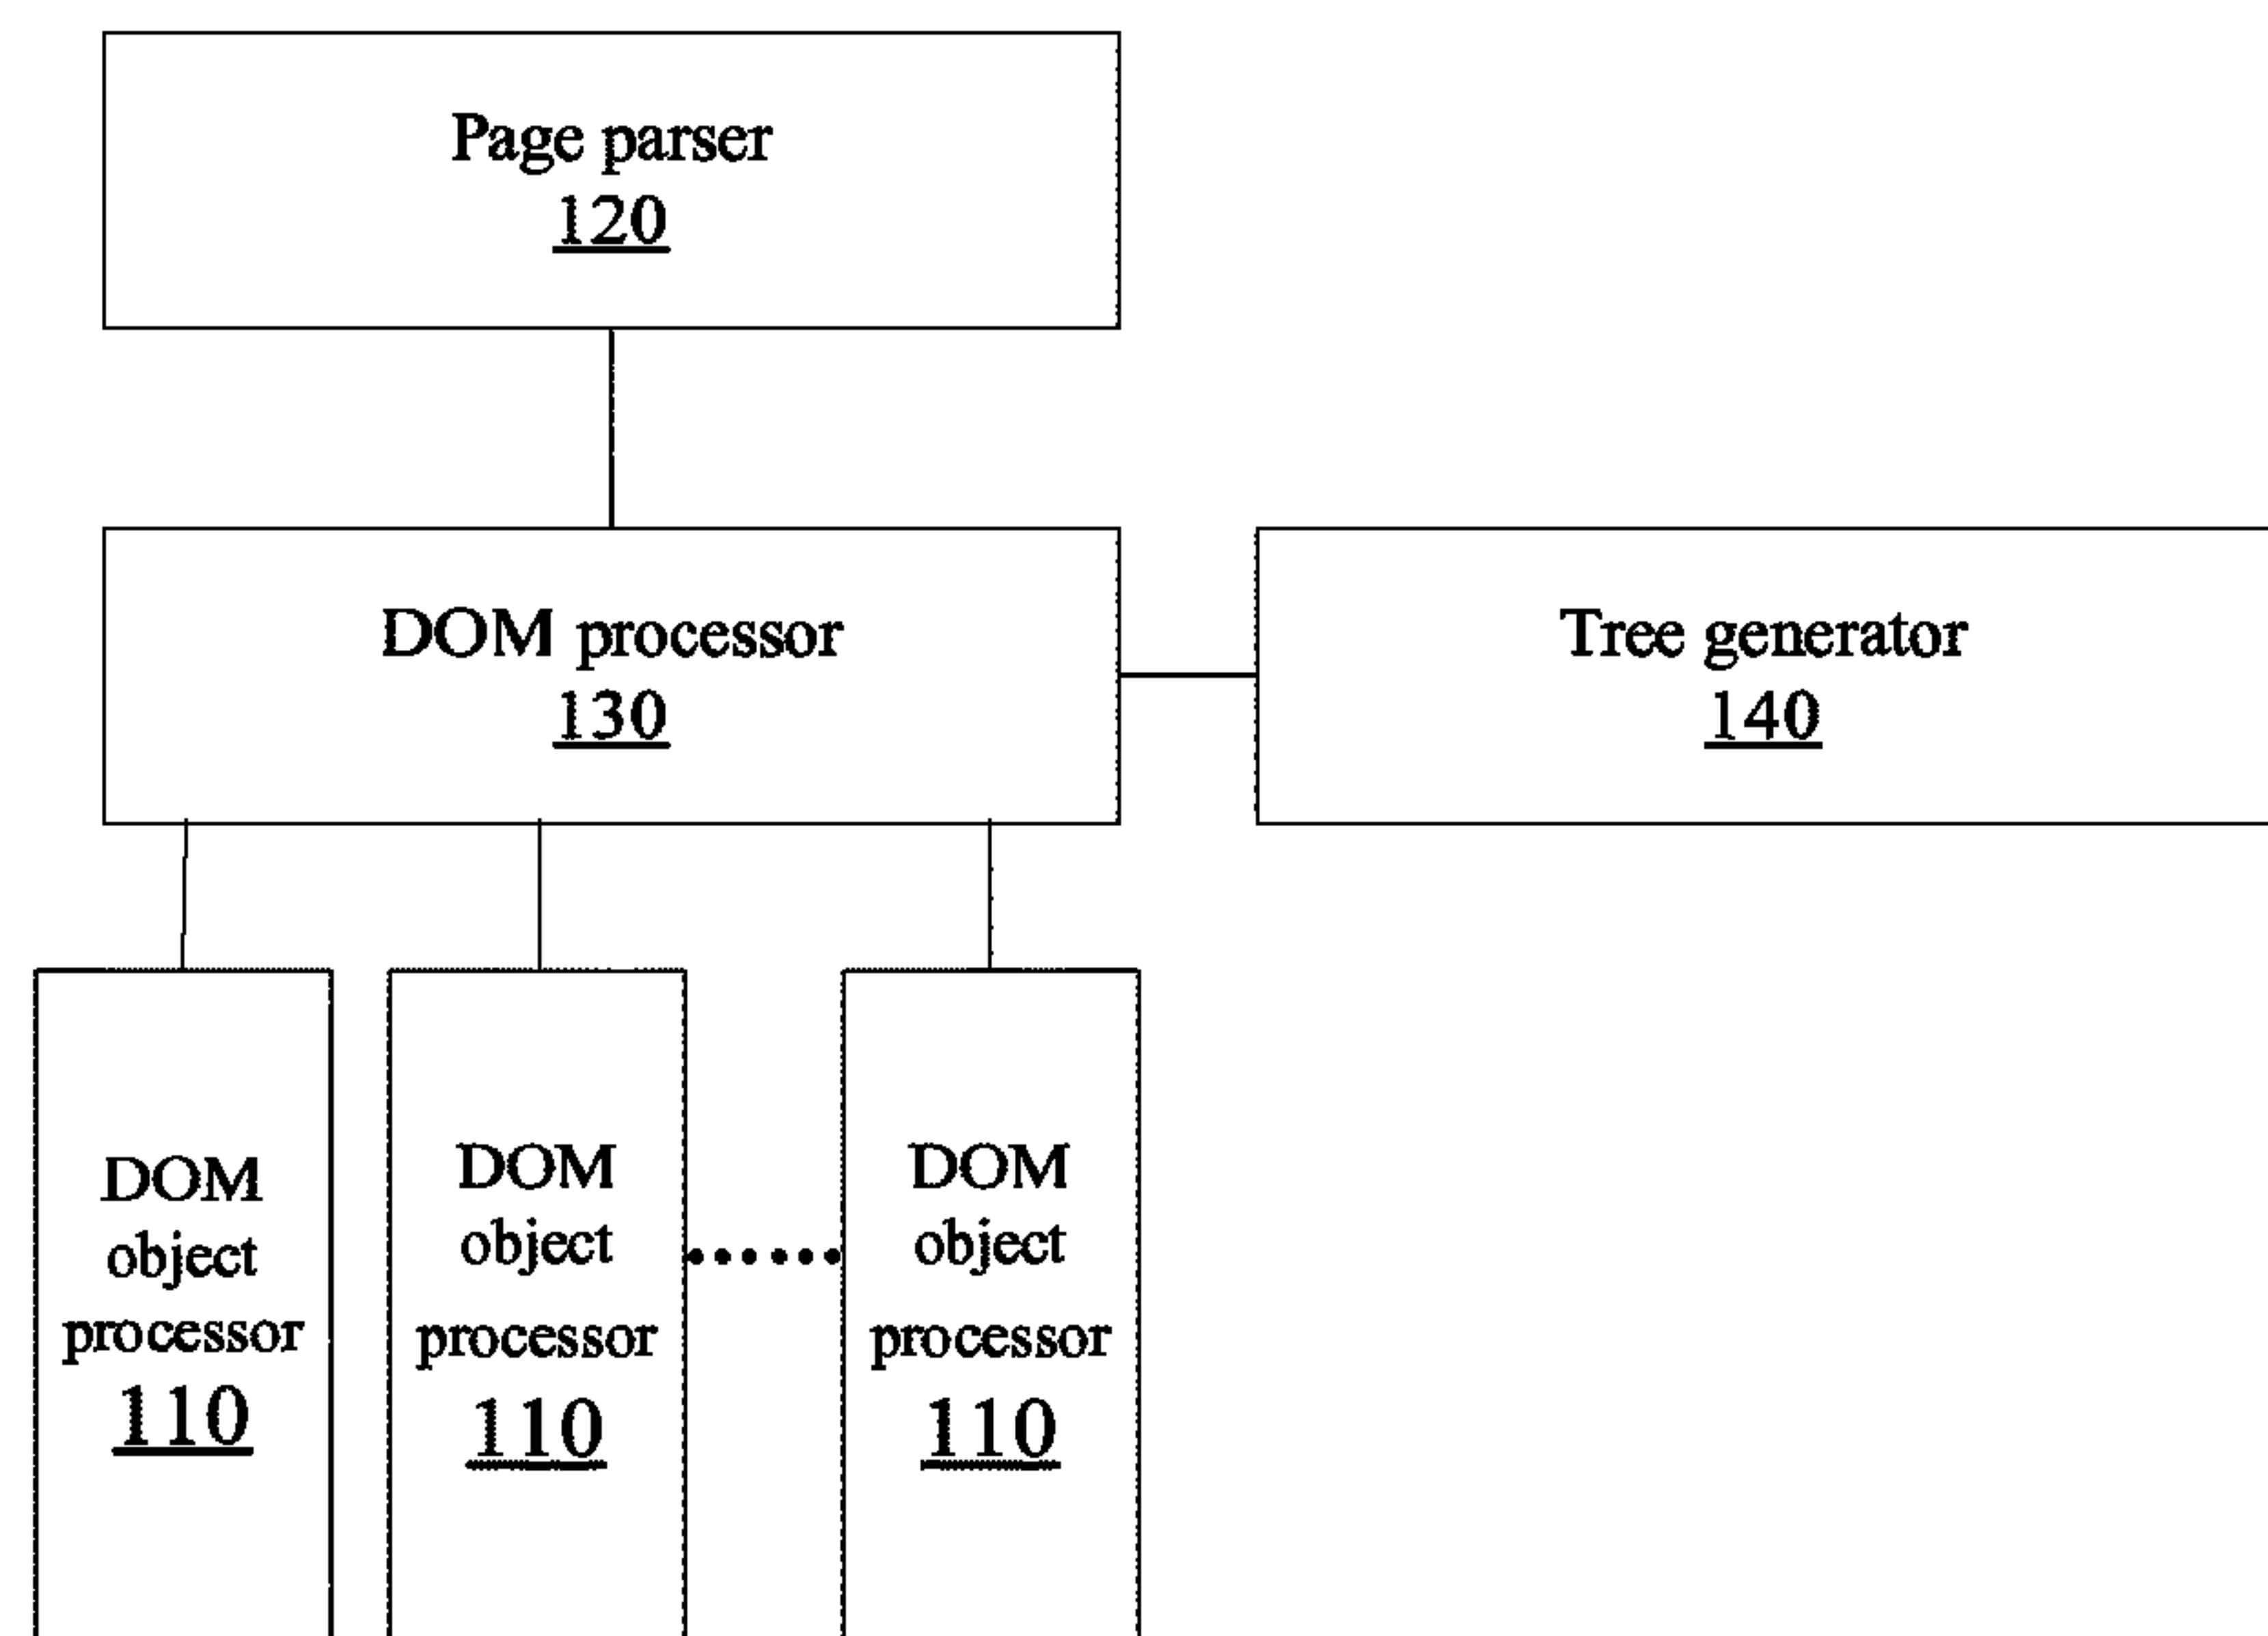 Page parser
120
DOM processor
130
Tree generator
140
DOM
object
processor
110
DOM
object
processor
110
DOM
object
processor
110